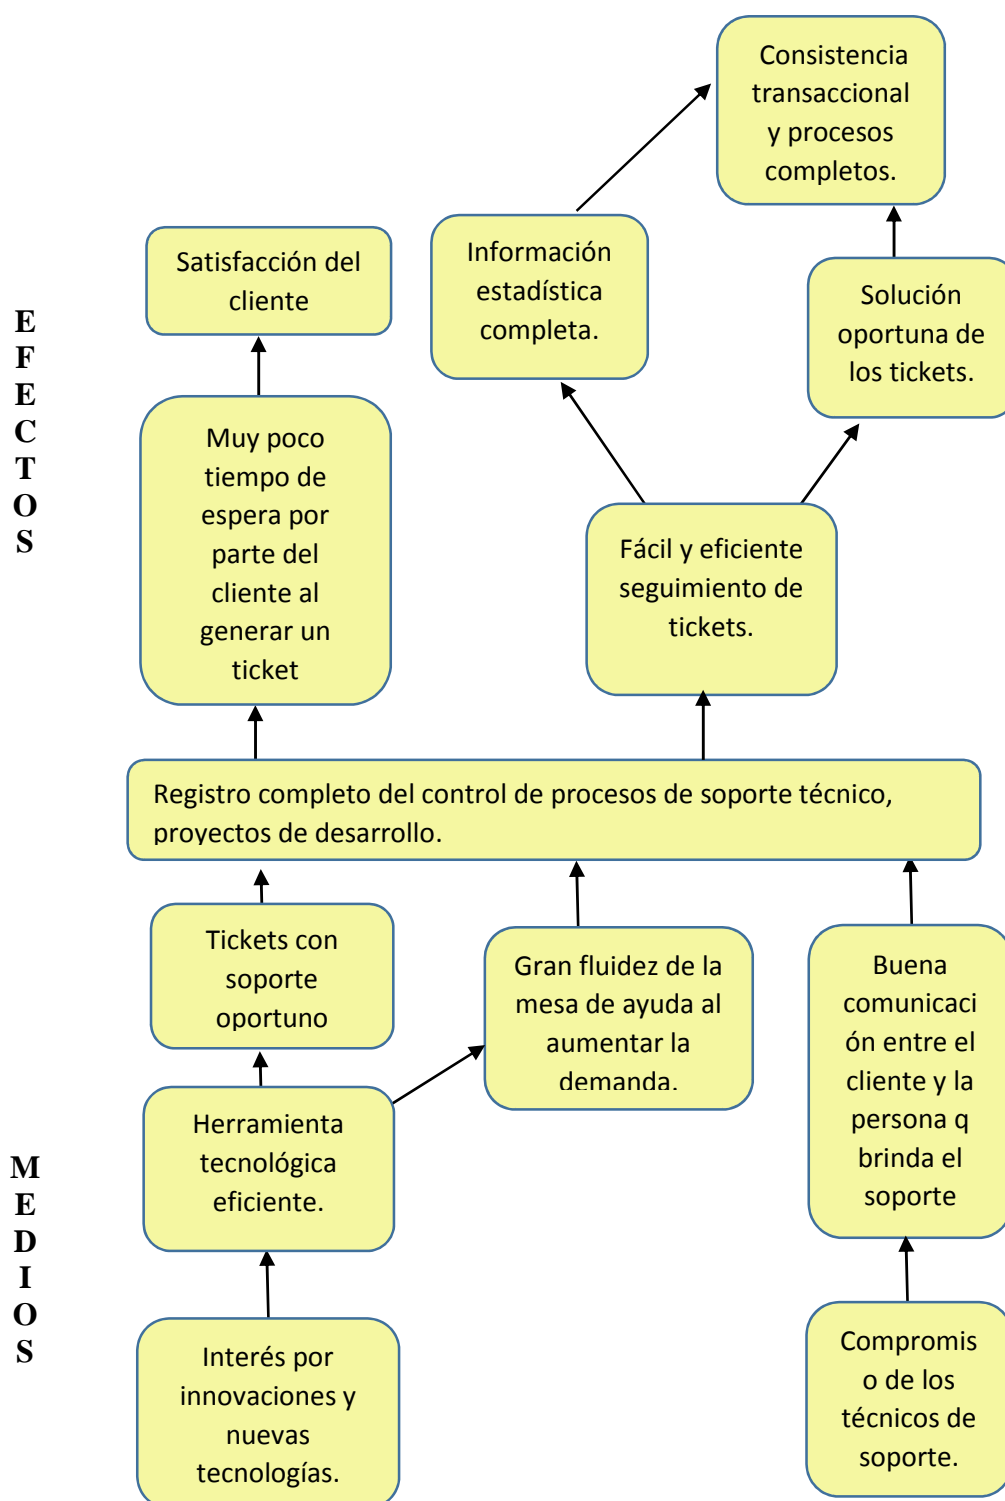 Consistencia
transaccional
y procesos
completos.
Satisfacción del
cliente
Información
estadística
completa.
Solución
oportuna de
los tickets.
E
F
E
C
T
O
S
Muy poco
tiempo de
espera por
parte del
cliente al
generar un
ticket
Fácil y eficiente
seguimiento de
tickets.
Registro completo del control de procesos de soporte técnico,
proyectos de desarrollo.
Tickets con
soporte
oportuno
Gran fluidez de la
mesa de ayuda al
aumentar la
demanda.
Buena
comunicaci
ón entre el
cliente y la
persona q
brinda el
soporte
Herramienta
tecnológica
eficiente.
M
E
D
I
O
S
Interés por
innovaciones y
nuevas
tecnologías.
Compromis
o de los
técnicos de
soporte.